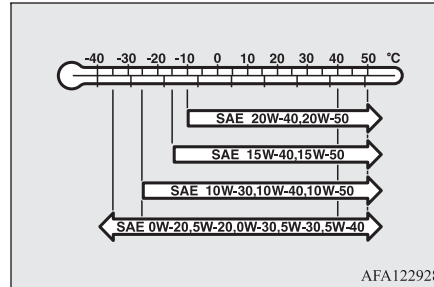 -40 -30 -20 -10 0 10 20 30 40 50 °C
SAE 20W-40,20W-50
SAE 15W-40,15W-50
SAE 10W-30,10W-40,10W-50
SAE 0W-20,5W-20,0W-30,5W-30,5W-40
AFA122928